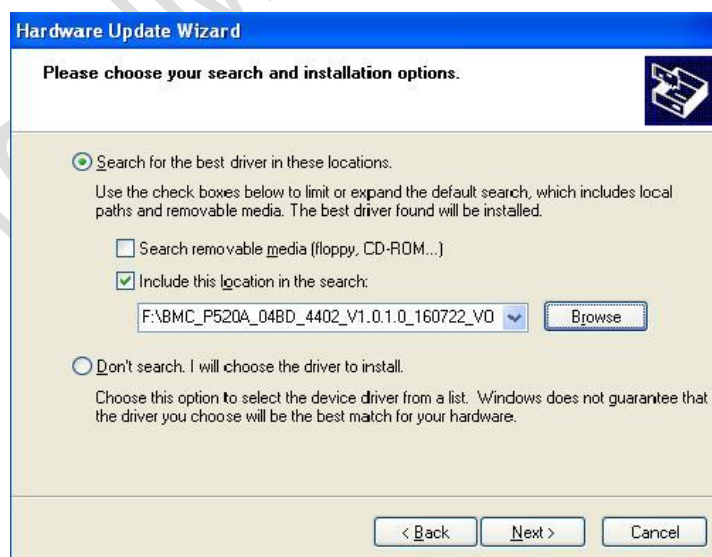 Hardware Update Wizard
Please choose your search and installation options.
Search for the best driver in these locations.
Use the check boxes below to limit or expand the default search, which includes local
paths and removable media. The best driver found will be installed.
Search removable media (floppy, CD-ROM...)
Include this location in the search:
F:\BMC_P520A_04BD_4402_V1.0.1.0_160722_VO
Browse
Don't search. I will choose the driver to install.
Choose this option to select the device driver from a list. Windows does not guarantee that
the driver you choose will be the best match for your hardware.
< Back
Next >
Cancel